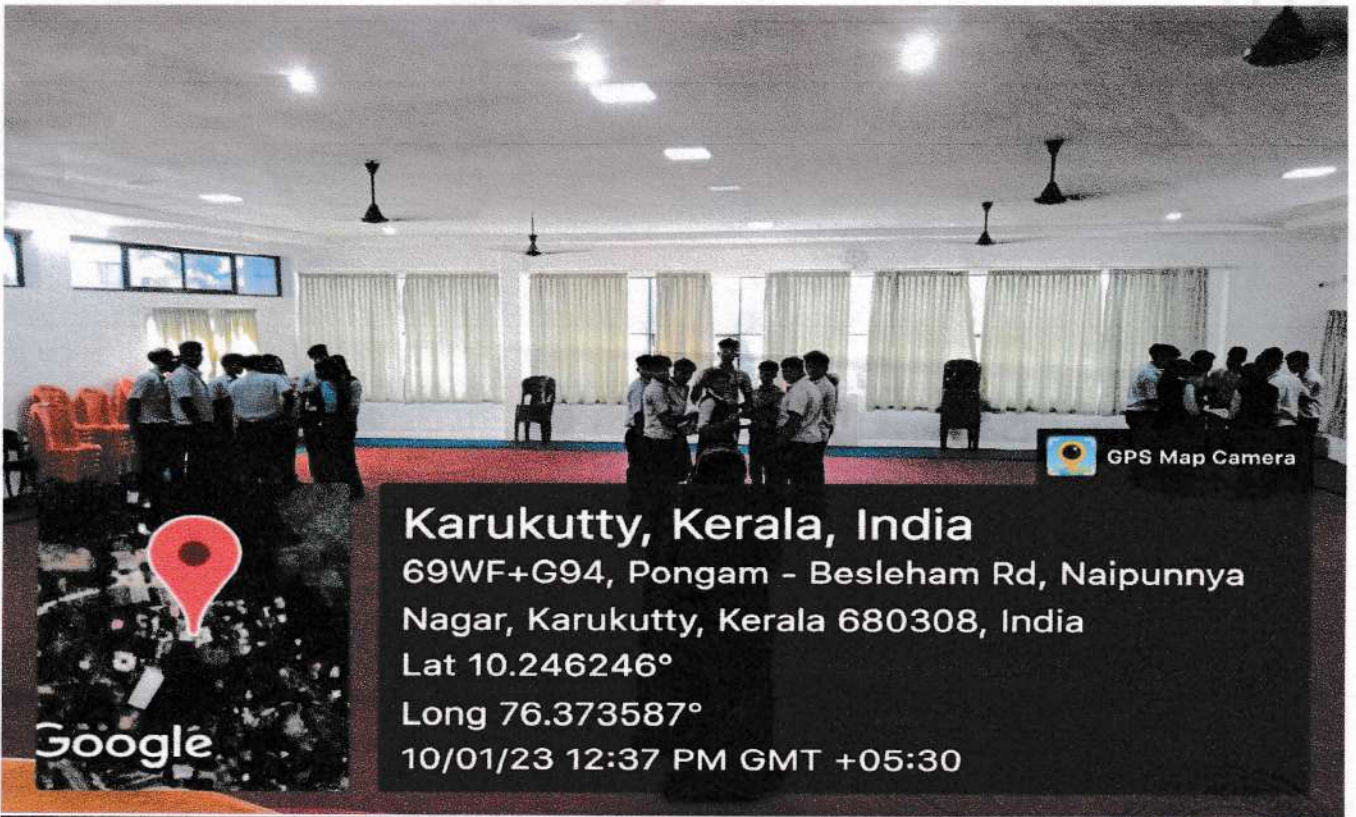 GPS Map Camera
Karukutty, Kerala, India
69WF+G94, Pongam - Besleham Rd, Naipunnya
Nagar, Karukutty, Kerala 680308, India
Lat 10.246246°
Long 76.373587°
10/01/23 12:37 PM GMT +05:30
Google